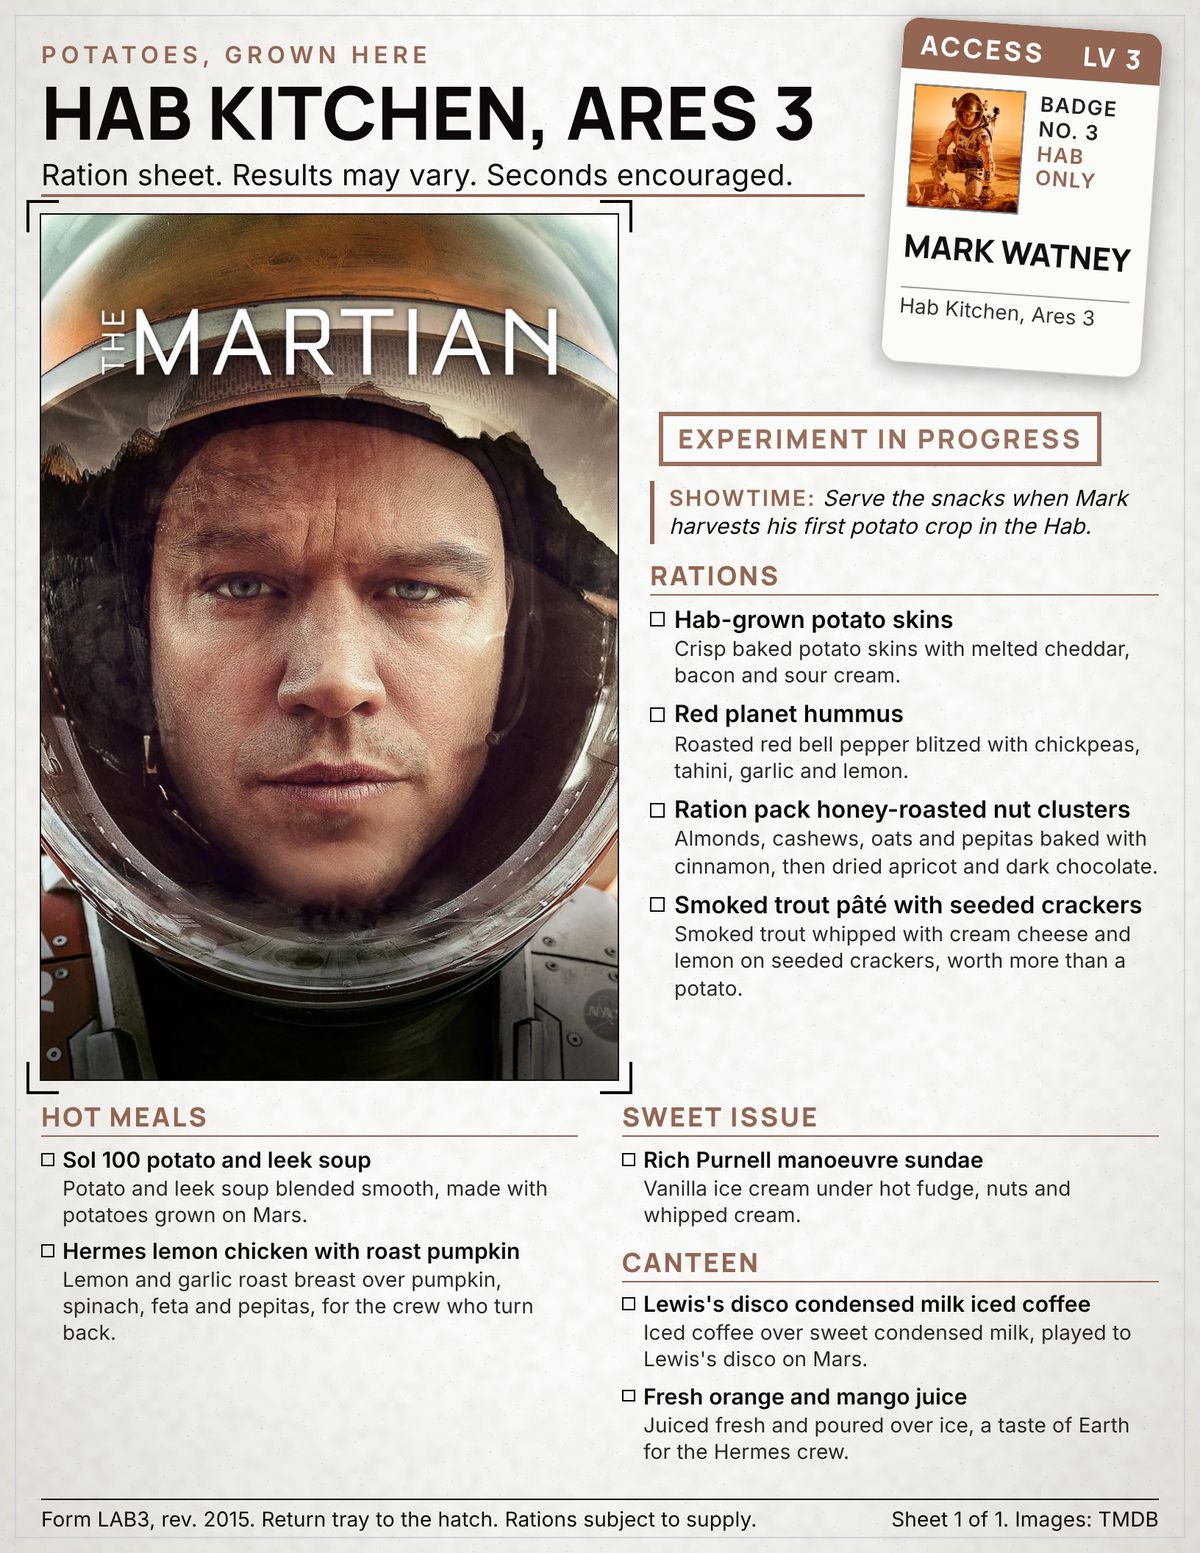 POTATOES, GROWN HERE
HAB KITCHEN, ARES 3
Ration sheet. Results may vary. Seconds encouraged.
ACCESS LV 3
BADGE
NO. 3
HAB
ONLY
MARK WATNEY
Hab Kitchen, Ares 3
THE MARTIAN
NASA
EXPERIMENT IN PROGRESS
SHOWTIME: Serve the snacks when Mark
harvests his first potato crop in the Hab.
RATIONS
Hab-grown potato skins
Crisp baked potato skins with melted cheddar,
bacon and sour cream.
Red planet hummus
Roasted red bell pepper blitzed with chickpeas,
tahini, garlic and lemon.
Ration pack honey-roasted nut clusters
Almonds, cashews, oats and pepitas baked with
cinnamon, then dried apricot and dark chocolate.
Smoked trout pâté with seeded crackers
Smoked trout whipped with cream cheese and
lemon on seeded crackers, worth more than a
potato.
HOT MEALS
Sol 100 potato and leek soup
Potato and leek soup blended smooth, made with
potatoes grown on Mars.
Hermes lemon chicken with roast pumpkin
Lemon and garlic roast breast over pumpkin,
spinach, feta and pepitas, for the crew who turn
back.
SWEET ISSUE
Rich Purnell manoeuvre sundae
Vanilla ice cream under hot fudge, nuts and
whipped cream.
CANTEEN
Lewis's disco condensed milk iced coffee
Iced coffee over sweet condensed milk, played to
Lewis's disco on Mars.
Fresh orange and mango juice
Juiced fresh and poured over ice, a taste of Earth
for the Hermes crew.
Form LAB3, rev. 2015. Return tray to the hatch. Rations subject to supply.
Sheet 1 of 1. Images: TMDB